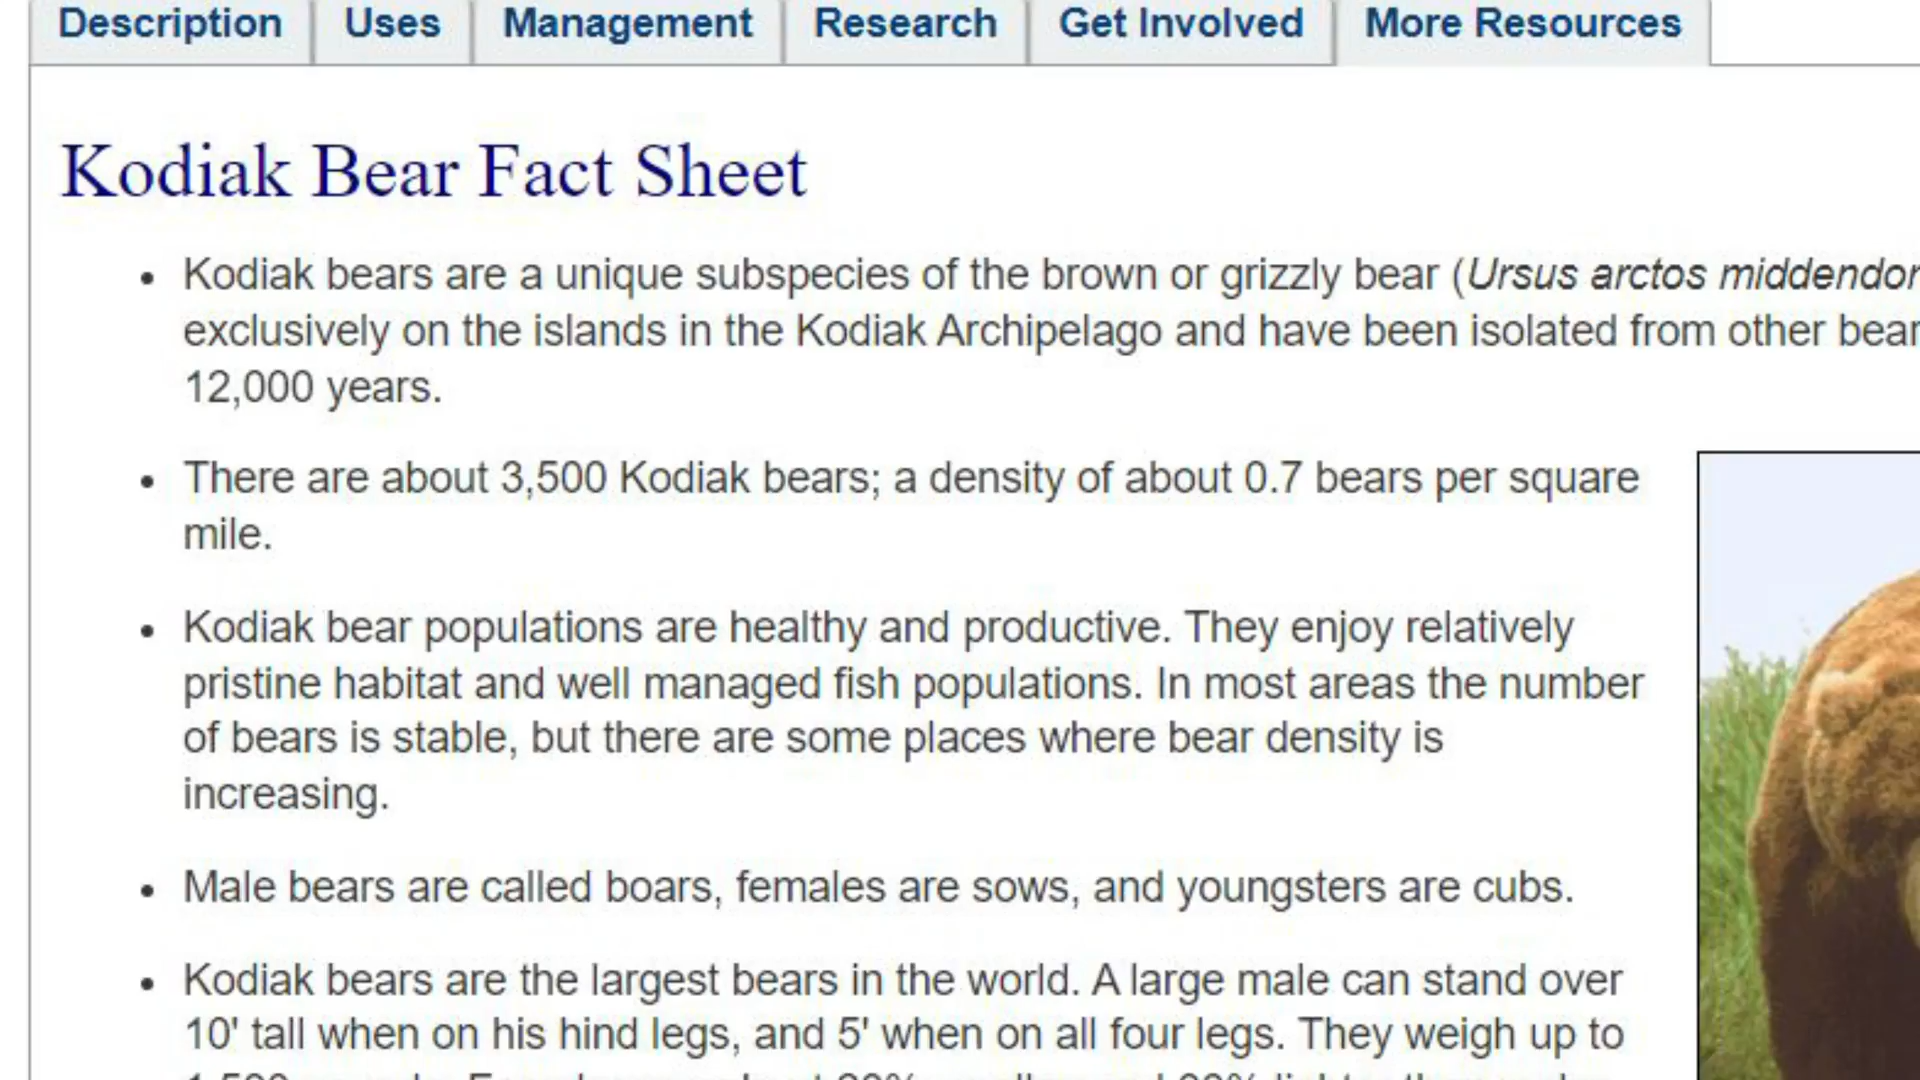 Description Uses Management Research Get Involved More Resources
Kodiak Bear Fact Sheet
• Kodiak bears are a unique subspecies of the brown or grizzly bear (Ursus arctos middendor
exclusively on the islands in the Kodiak Archipelago and have been isolated from other bear
12,000 years.
• There are about 3,500 Kodiak bears; a density of about 0.7 bears per square
mile.
• Kodiak bear populations are healthy and productive. They enjoy relatively
pristine habitat and well managed fish populations. In most areas the number
of bears is stable, but there are some places where bear density is
increasing.
• Male bears are called boars, females are sows, and youngsters are cubs.
• Kodiak bears are the largest bears in the world. A large male can stand over
10' tall when on his hind legs, and 5' when on all four legs. They weigh up to